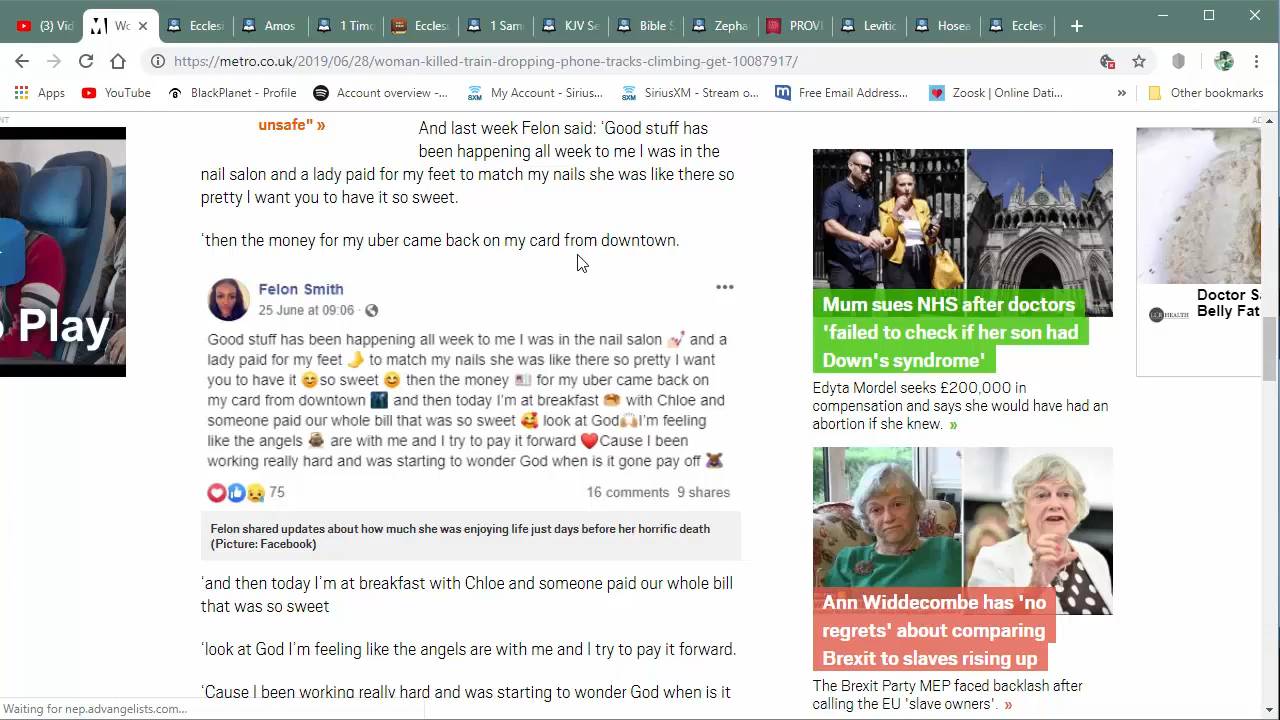 (3) Vid
Wo
Ecclesi
Amos
1 Timo
Ecclesi
1 Sam
KJV Se
Bible S
Zepha
PROV
Leviti
Hosea
Eccles
https://metro.co.uk/2019/06/28/woman-killed-train-dropping-phone-tracks-climbing-get-10087917/
Apps
YouTube
BlackPlanet - Profile
Account overview -...
My Account - Sirius...
SiriusXM - Stream o...
Free Email Address...
Zoosk | Online Dati...
»
Other bookmarks
unsafe" »
And last week Felon said: 'Good stuff has
been happening all week to me I was in the
nail salon and a lady paid for my feet to match my nails she was like there so
pretty I want you to have it so sweet.
'then the money for my uber came back on my card from downtown.
Felon Smith
25 June at 09:06 ·
Good stuff has been happening all week to me I was in the nail salon 💅 and a
lady paid for my feet 🦶 to match my nails she was like there so pretty I want
you to have it 😊so sweet 😊 then the money 💵 for my uber came back on
my card from downtown 🌃 and then today I'm at breakfast 🥞 with Chloe and
someone paid our whole bill that was so sweet 🥰 look at God🙌I'm feeling
like the angels are with me and I try to pay it forward ❤️Cause I been
working really hard and was starting to wonder God when is it gone pay off
75
16 comments 9 shares
Felon shared updates about how much she was enjoying life just days before her horrific death
(Picture: Facebook)
'and then today I'm at breakfast with Chloe and someone paid our whole bill
that was so sweet
'look at God I'm feeling like the angels are with me and I try to pay it forward.
'Cause I been working really hard and was starting to wonder God when is it
o Play
Mum sues NHS after doctors
'failed to check if her son had
Down's syndrome'
Edyta Mordel seeks £200,000 in
compensation and says she would have had an
abortion if she knew. »
Ann Widdecombe has 'no
regrets' about comparing
Brexit to slaves rising up
The Brexit Party MEP faced backlash after
calling the EU 'slave owners'. »
Doctor S
Belly Fat
LCR HEALTH
Waiting for nep.advangelists.com...